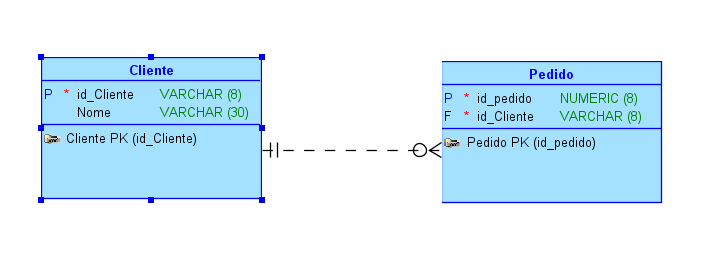 Cliente
P * id_Cliente VARCHAR (8)
Nome VARCHAR (30)
Cliente PK (id_Cliente)
Pedido
P * id_pedido NUMERIC (8)
F * id_Cliente VARCHAR (8)
Pedido PK (id_pedido)